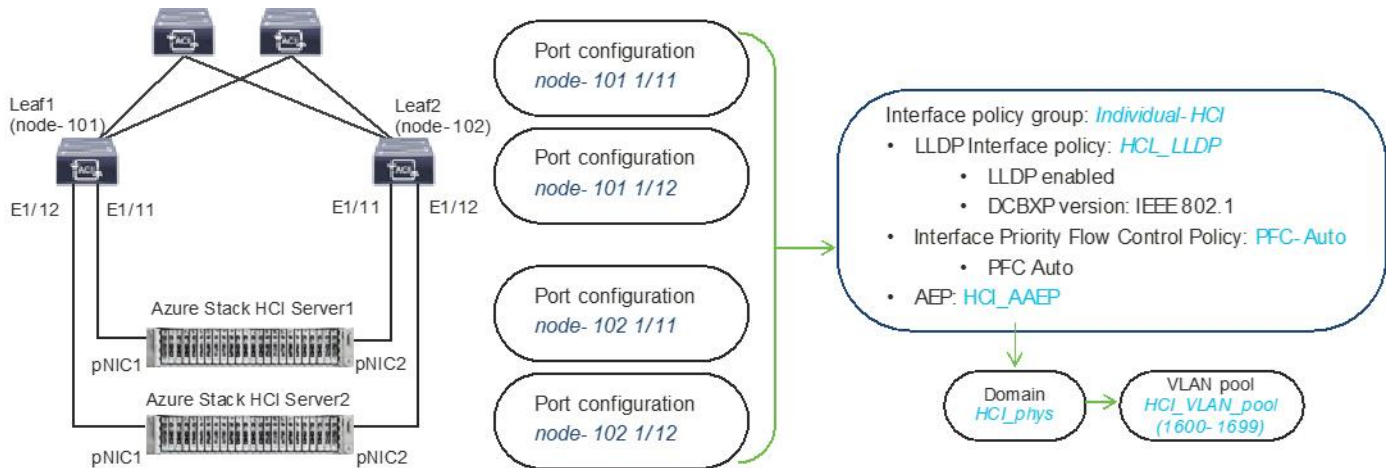 ACI
ACI
Leaf1
(node-101)
Leaf2
(node-102)
ACI
ACI
E1/12
E1/11
E1/11
E1/12
Azure Stack HCI Server1
pNIC1
pNIC2
Azure Stack HCI Server2
pNIC1
pNIC2
Port configuration
node-101 1/11
Port configuration
node-101 1/12
Port configuration
node-102 1/11
Port configuration
node-102 1/12
Interface policy group: Individual-HCI
• LLDP Interface policy: HCL_LLDP
• LLDP enabled
• DCBXP version: IEEE 802.1
• Interface Priority Flow Control Policy: PFC-Auto
• PFC Auto
• AEP: HCI_AAEP
Domain
HCI_phys
VLAN pool
HCI_VLAN_pool
(1600-1699)